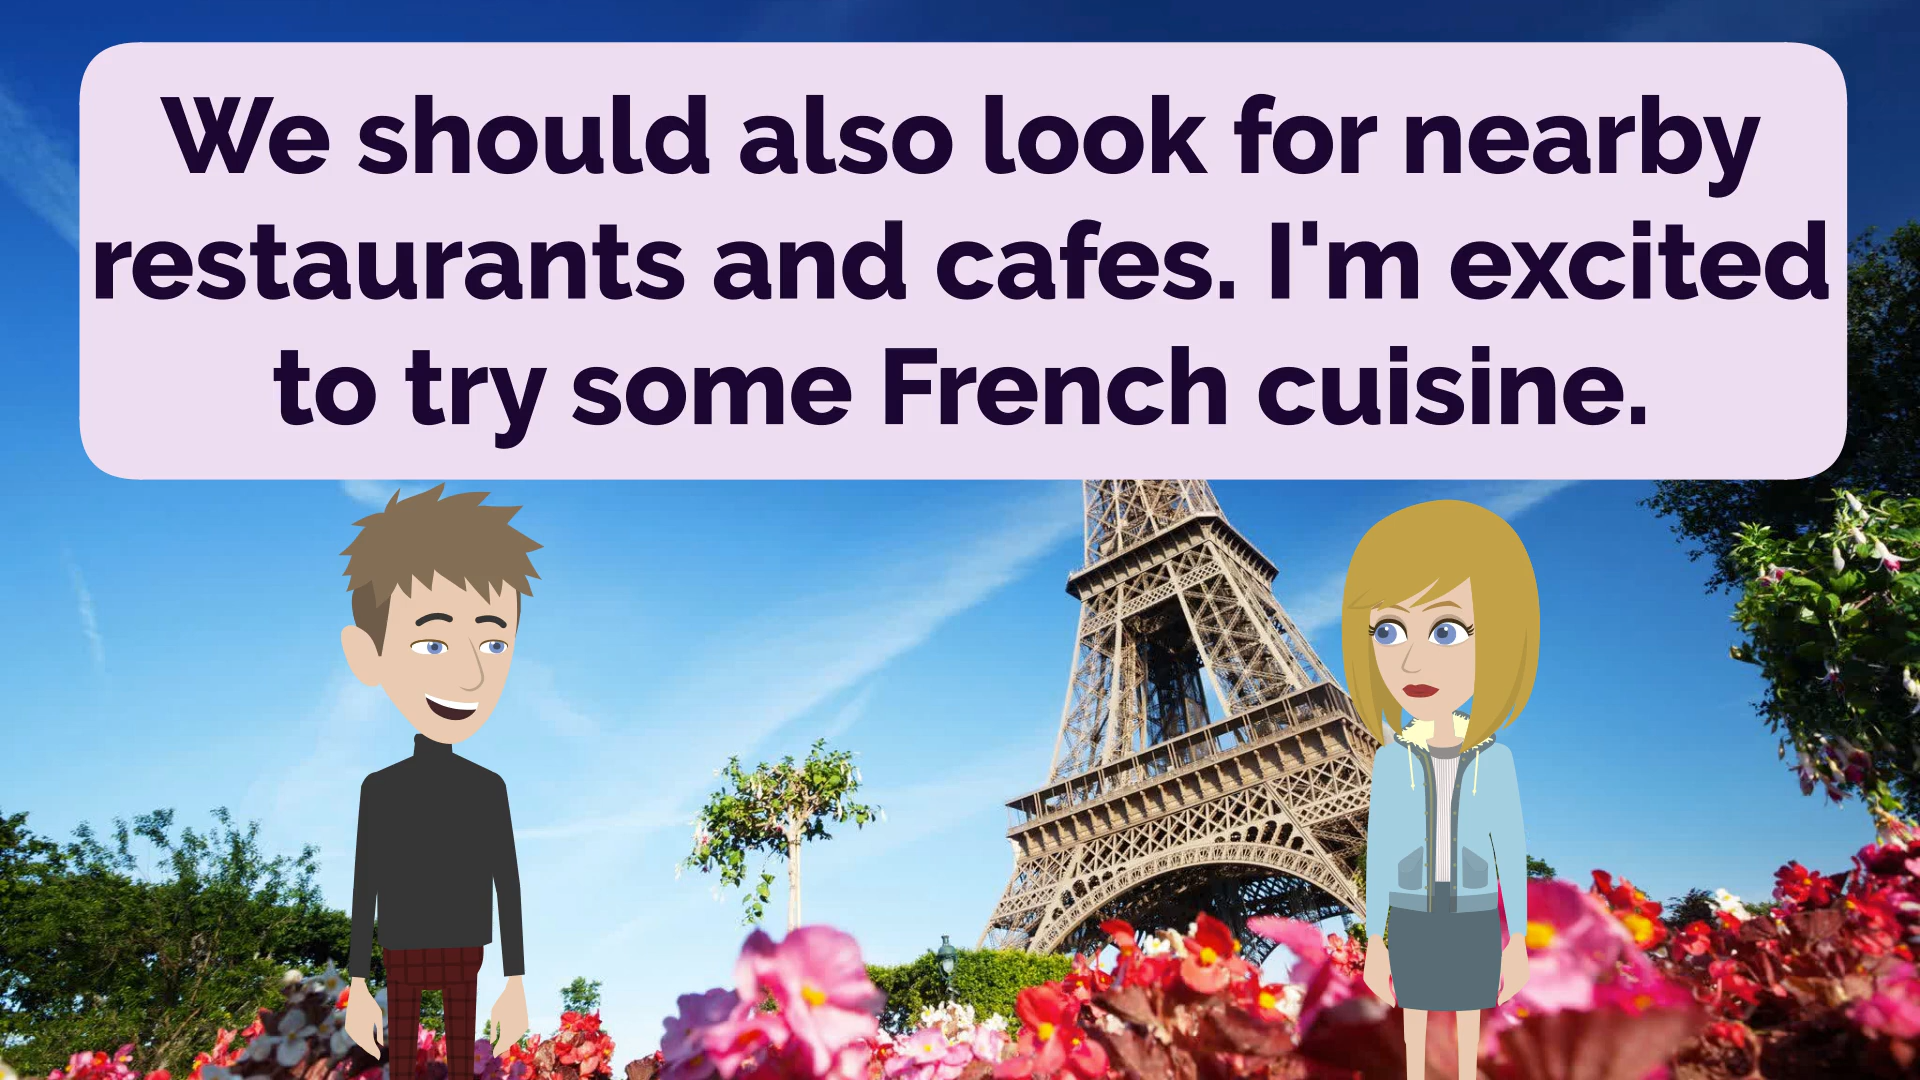 We should also look for nearby
restaurants and cafes. I'm excited
to try some French cuisine.